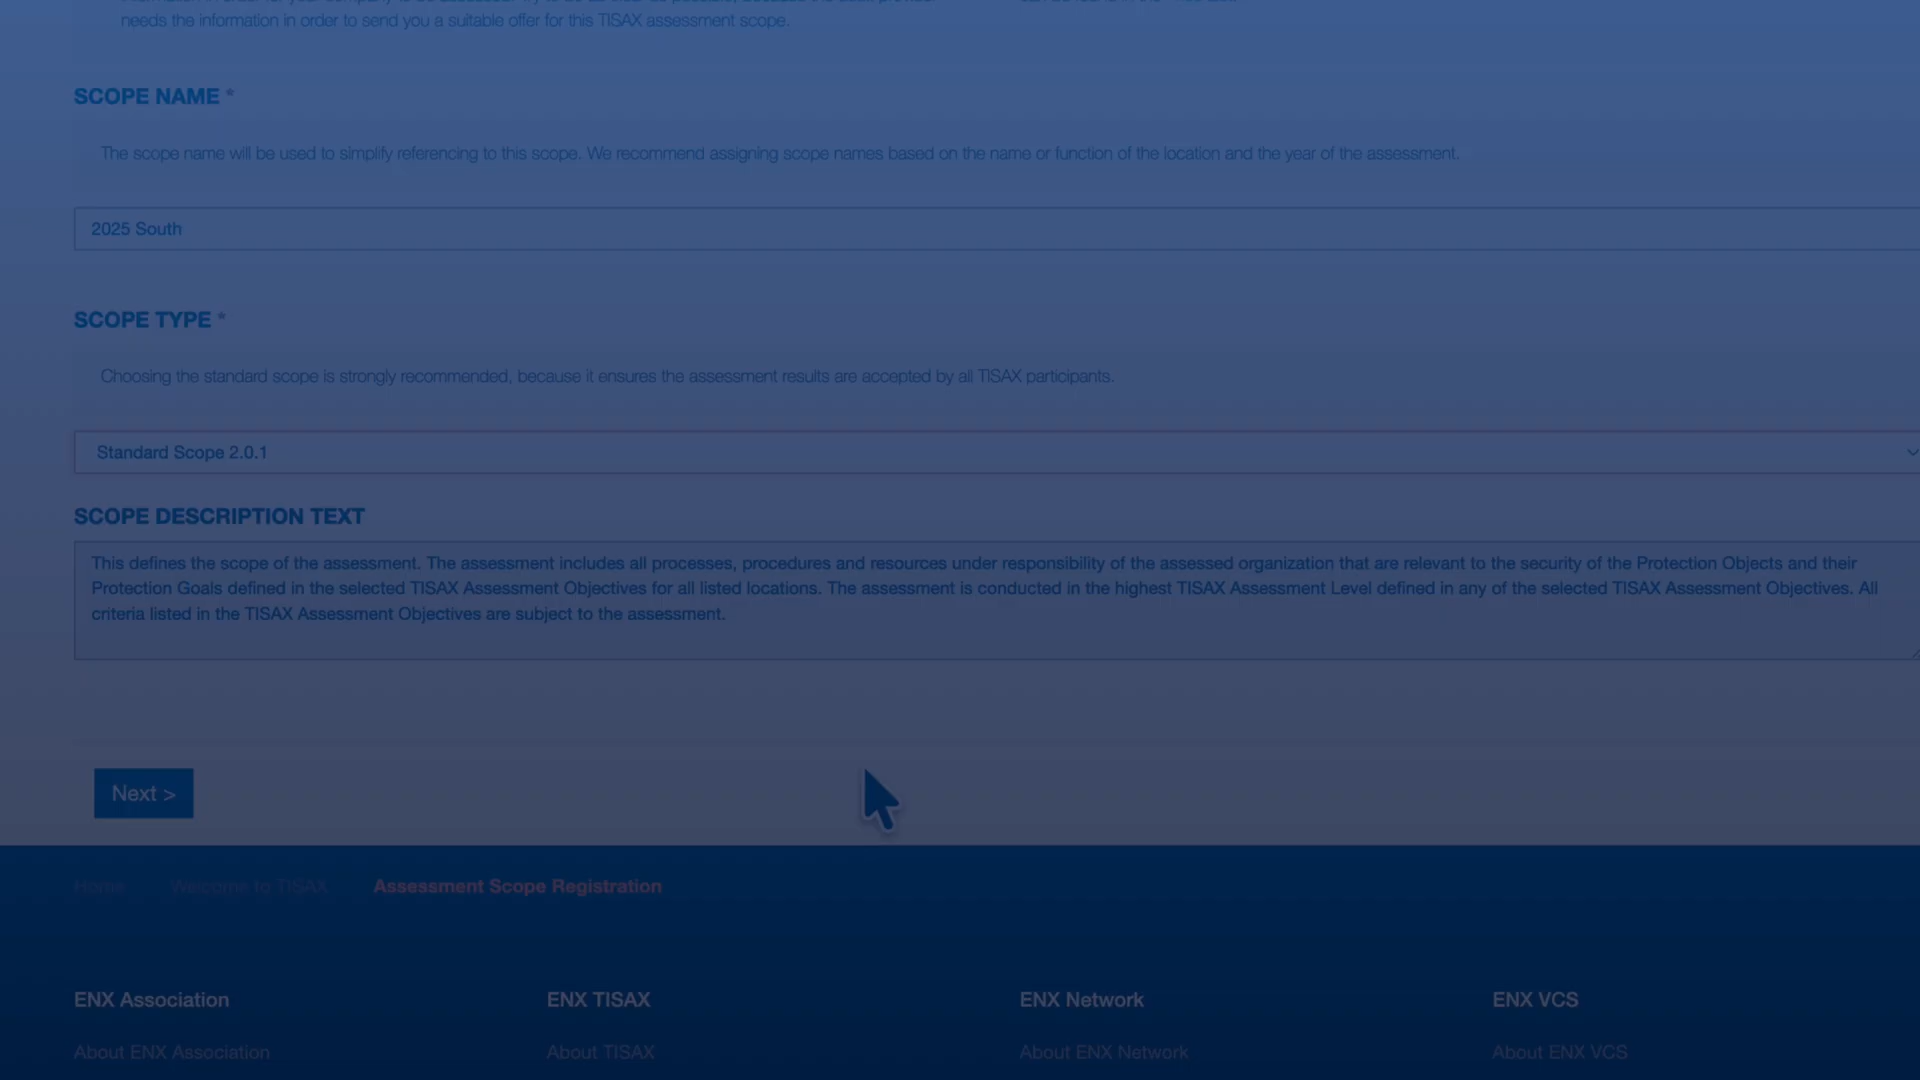 needs the information in order to send you a suitable offer for this TISAX assessment scope.
SCOPE NAME *
The scope name will be used to simplify referencing to this scope. We recommend assigning scope names based on the name or function of the location and the year of the assessment.
2025 South
SCOPE TYPE *
Choosing the standard scope is strongly recommended, because it ensures the assessment results are accepted by all TISAX participants.
Standard Scope 2.0.1
SCOPE DESCRIPTION TEXT
This defines the scope of the assessment. The assessment includes all processes, procedures and resources under responsibility of the assessed organization that are relevant to the security of the Protection Objects and their
Protection Goals defined in the selected TISAX Assessment Objectives for all listed locations. The assessment is conducted in the highest TISAX Assessment Level defined in any of the selected TISAX Assessment Objectives. All
criteria listed in the TISAX Assessment Objectives are subject to the assessment.
Next >
Home Welcome to TISAX Assessment Scope Registration
ENX Association ENX TISAX ENX Network ENX VCS
About ENX Association About TISAX About ENX Network About ENX VCS